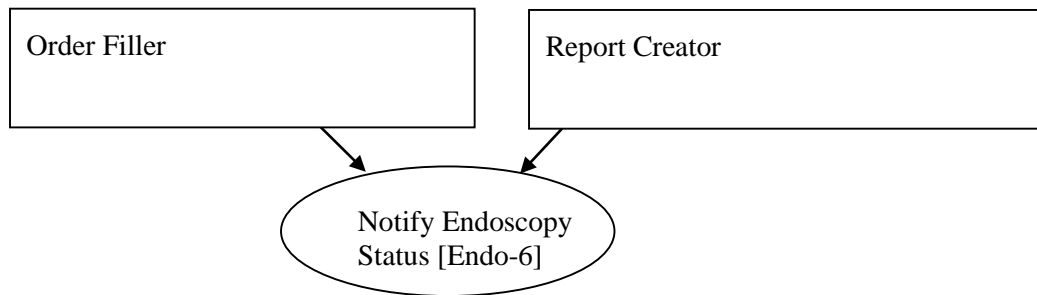 Order Filler
Report Creator
Notify Endoscopy
Status [Endo-6]